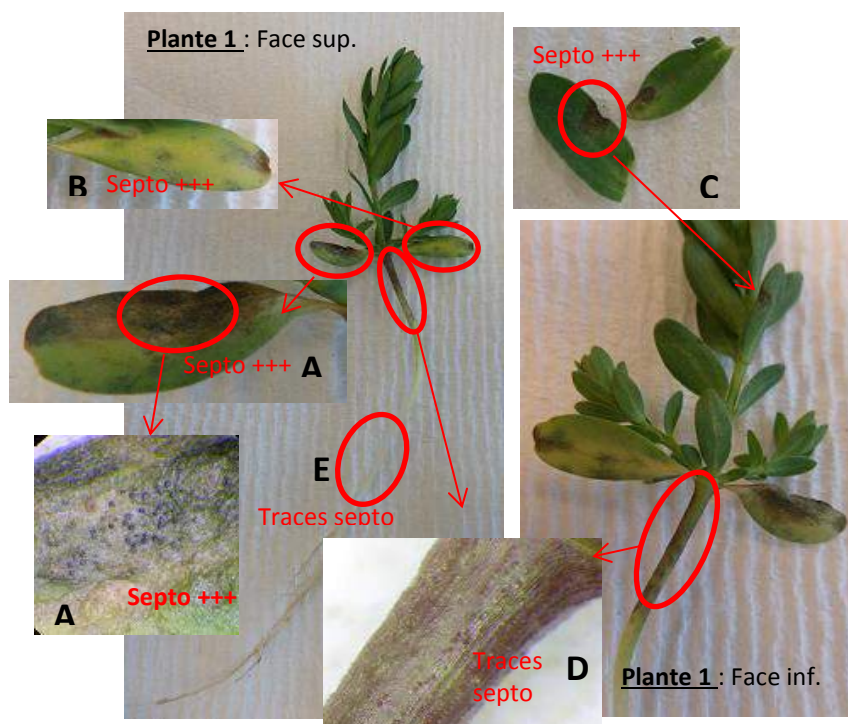 Plante 1 : Face sup.
Septo +++
B
Septo +++
C
Septo +++
A
E
Traces septo
Septo +++
A
Traces
septo
D
Plante 1 : Face inf.